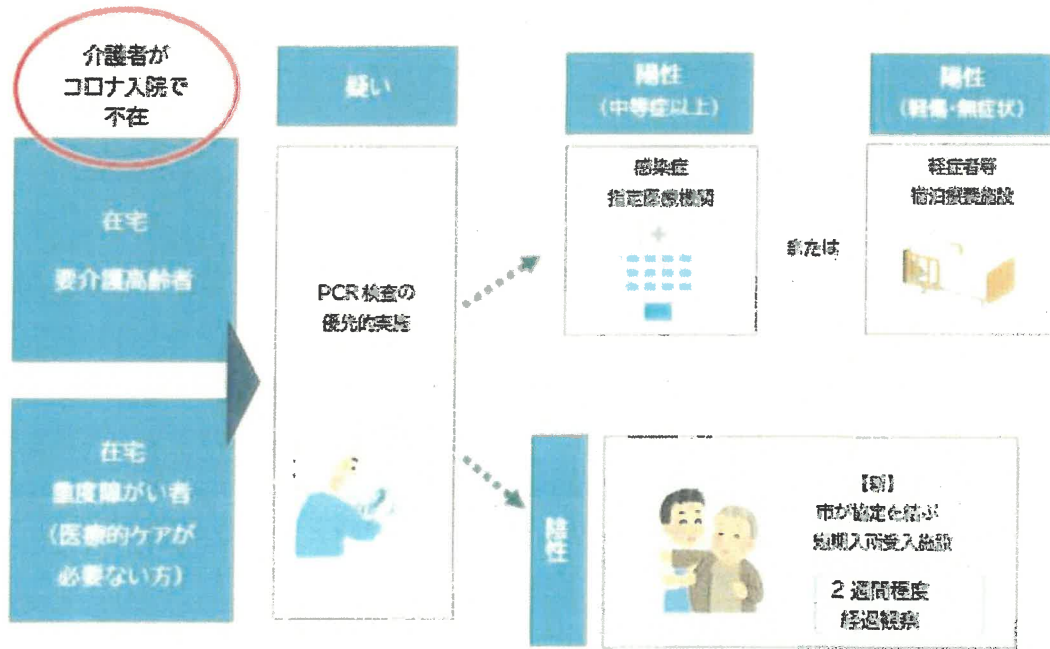 介護者が
コロナ入院で
不在
在宅
要介護高齢者
在宅
重度障がい者
(医療的ケアが
必要ない方)
疑い
PCR検査の
優先的実施
陽性
(中等症以上)
感染症
指定医療機関
または
陽性
(軽傷・無症状)
軽症者等
宿泊療養施設
陰性
【新】
市が協定を結ぶ
短期入所受入施設
2週間程度
経過観察